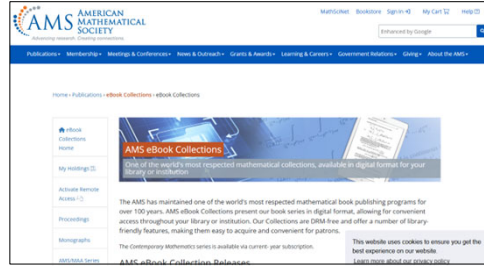 AMS AMERICAN
MATHEMATICAL
SOCIETY
Advancing research. Creating connections.
MathSciNet Bookstore Sign In My Cart Help
Enhanced by Google
Publications Membership Meetings & Conferences News & Outreach Grants & Awards Learning & Careers Government Relations Giving About the AMS
Home › Publications › eBook Collections › eBook Collections
eBook
Collections
Home
My Holdings
Activate Remote
Access
Proceedings
Monographs
AMS/MAA Series
AMS eBook Collections
One of the world's most respected mathematical collections, available in digital format for your
library or institution
The AMS has maintained one of the world's most respected mathematical book publishing programs for
over 100 years. AMS eBook Collections present our book series in digital format, allowing for convenient
access throughout your library or institution. Our Collections are DRM-free and offer a number of library-
friendly features, making them easy to acquire and convenient for patrons.
The Contemporary Mathematics series is available via current-year subscription.
AMS eBook Collection Releases
This website uses cookies to ensure you get the
best experience on our website.
Learn more about our privacy policy